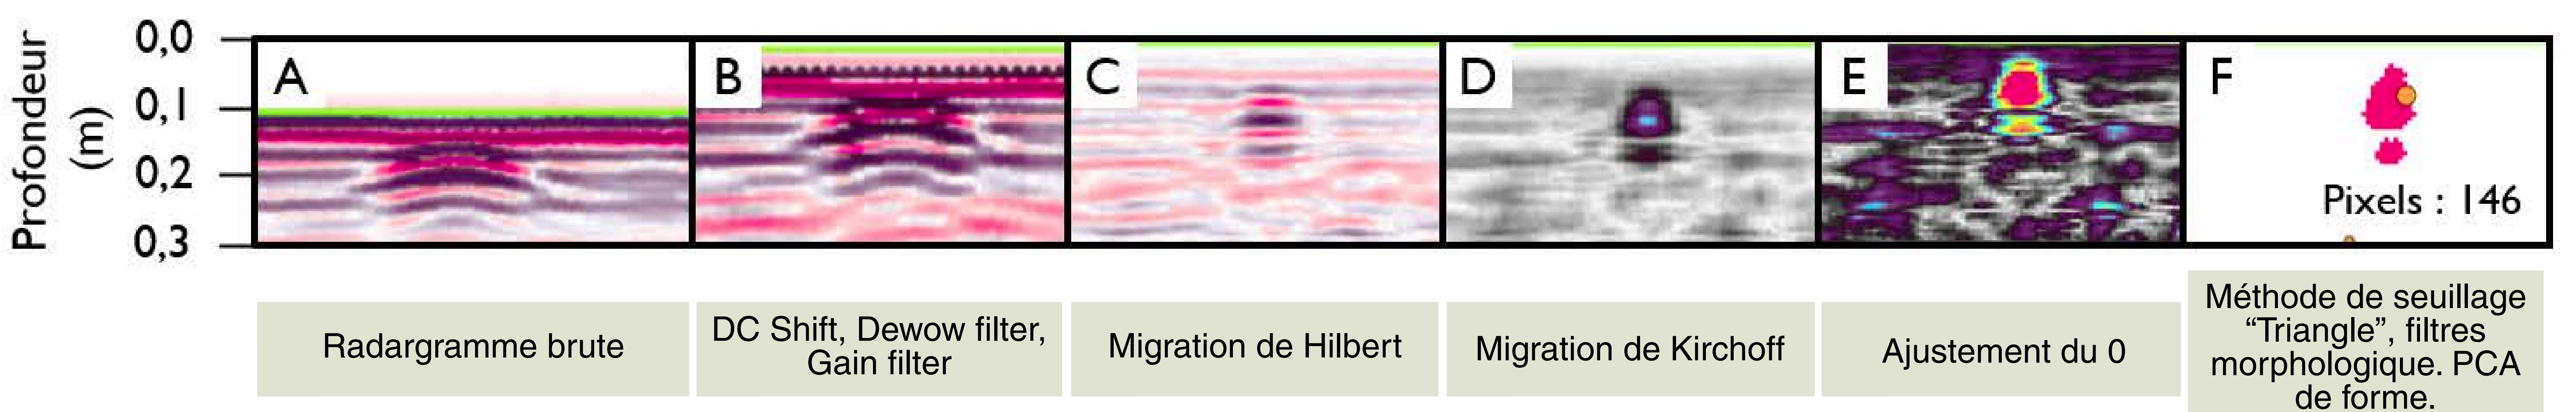 Profondeur
(m)
0,0
0,1
0,2
0,3
A
B
C
D
E
F
Pixels : 146
Radargramme brute
DC Shift, Dewow filter,
Gain filter
Migration de Hilbert
Migration de Kirchoff
Ajustement du 0
Méthode de seuillage
“Triangle”, filtres
morphologique. PCA
de forme.